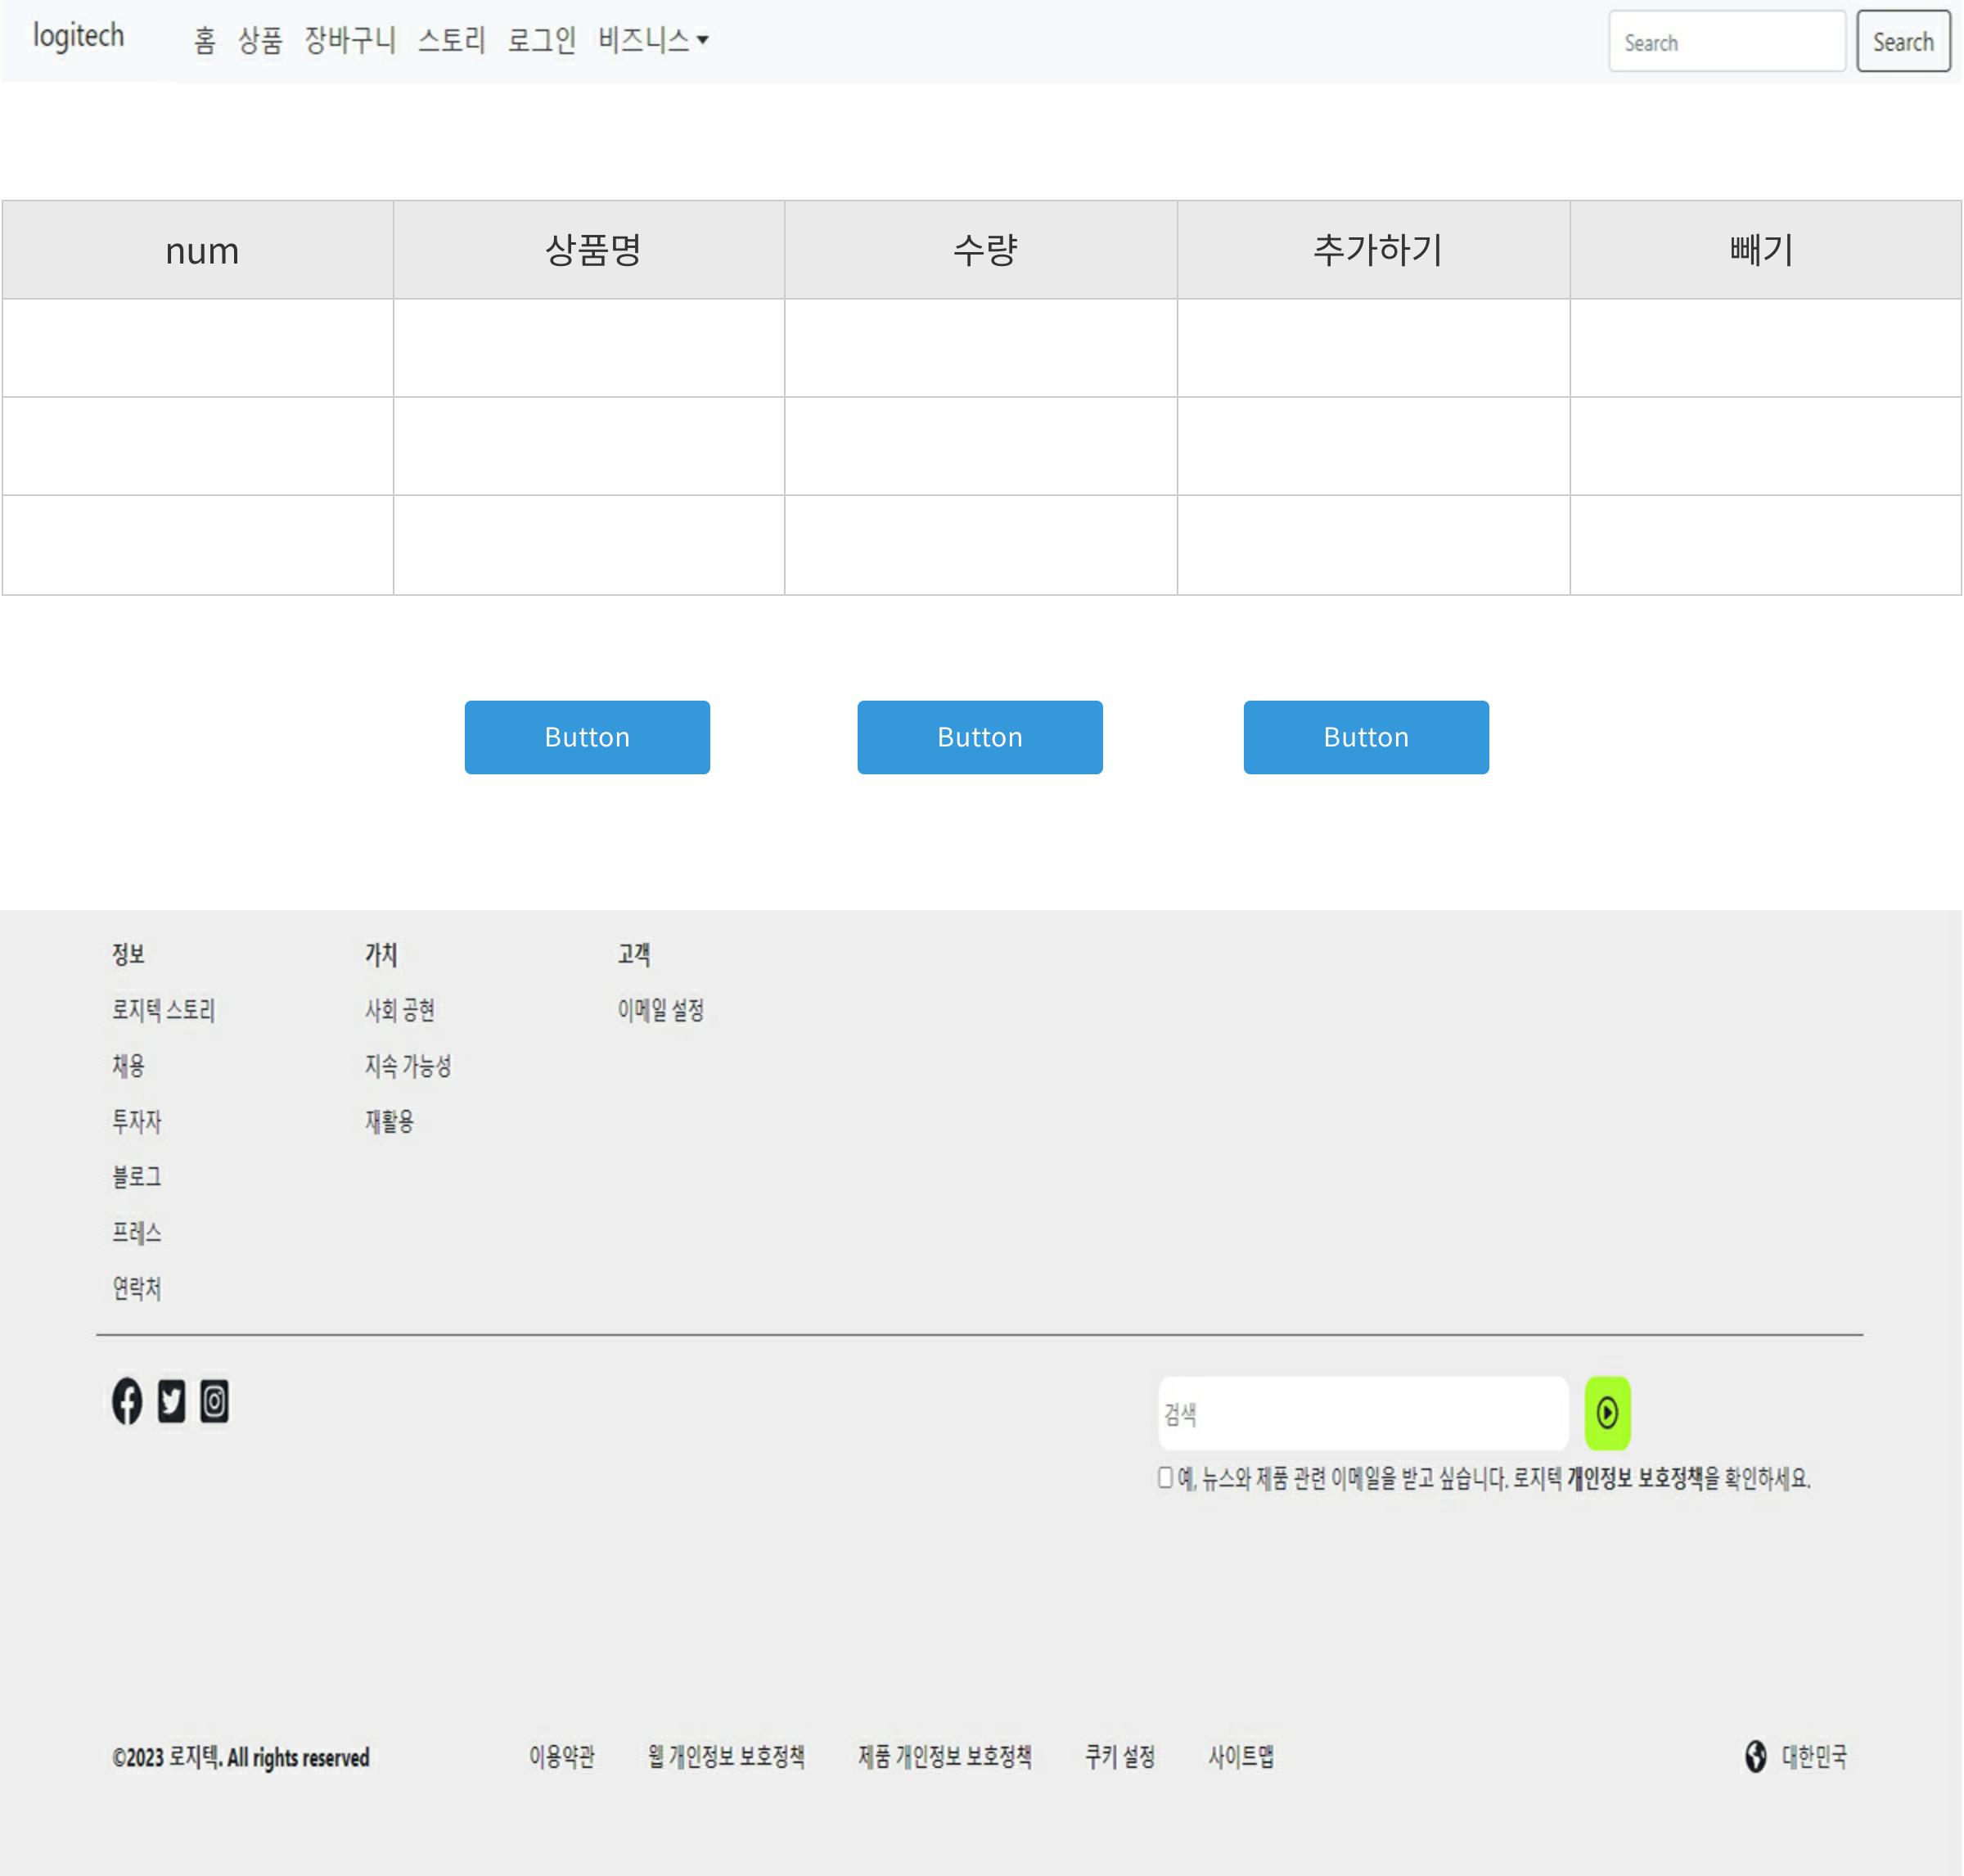 logitech 홈 상품 장바구니 스토리 로그인 비즈니스 Search Search
num 상품명 수량 추가하기 빼기
Button Button Button
정보 가치 고객
로지텍 스토리 사회 공헌 이메일 설정
채용 지속 가능성
투자자 재활용
블로그
프레스
연락처
검색
예, 뉴스와 제품 관련 이메일을 받고 싶습니다. 로지텍 개인정보 보호정책을 확인하세요.
©2023 로지텍. All rights reserved 이용약관 웹 개인정보 보호정책 제품 개인정보 보호정책 쿠키 설정 사이트맵 대한민국